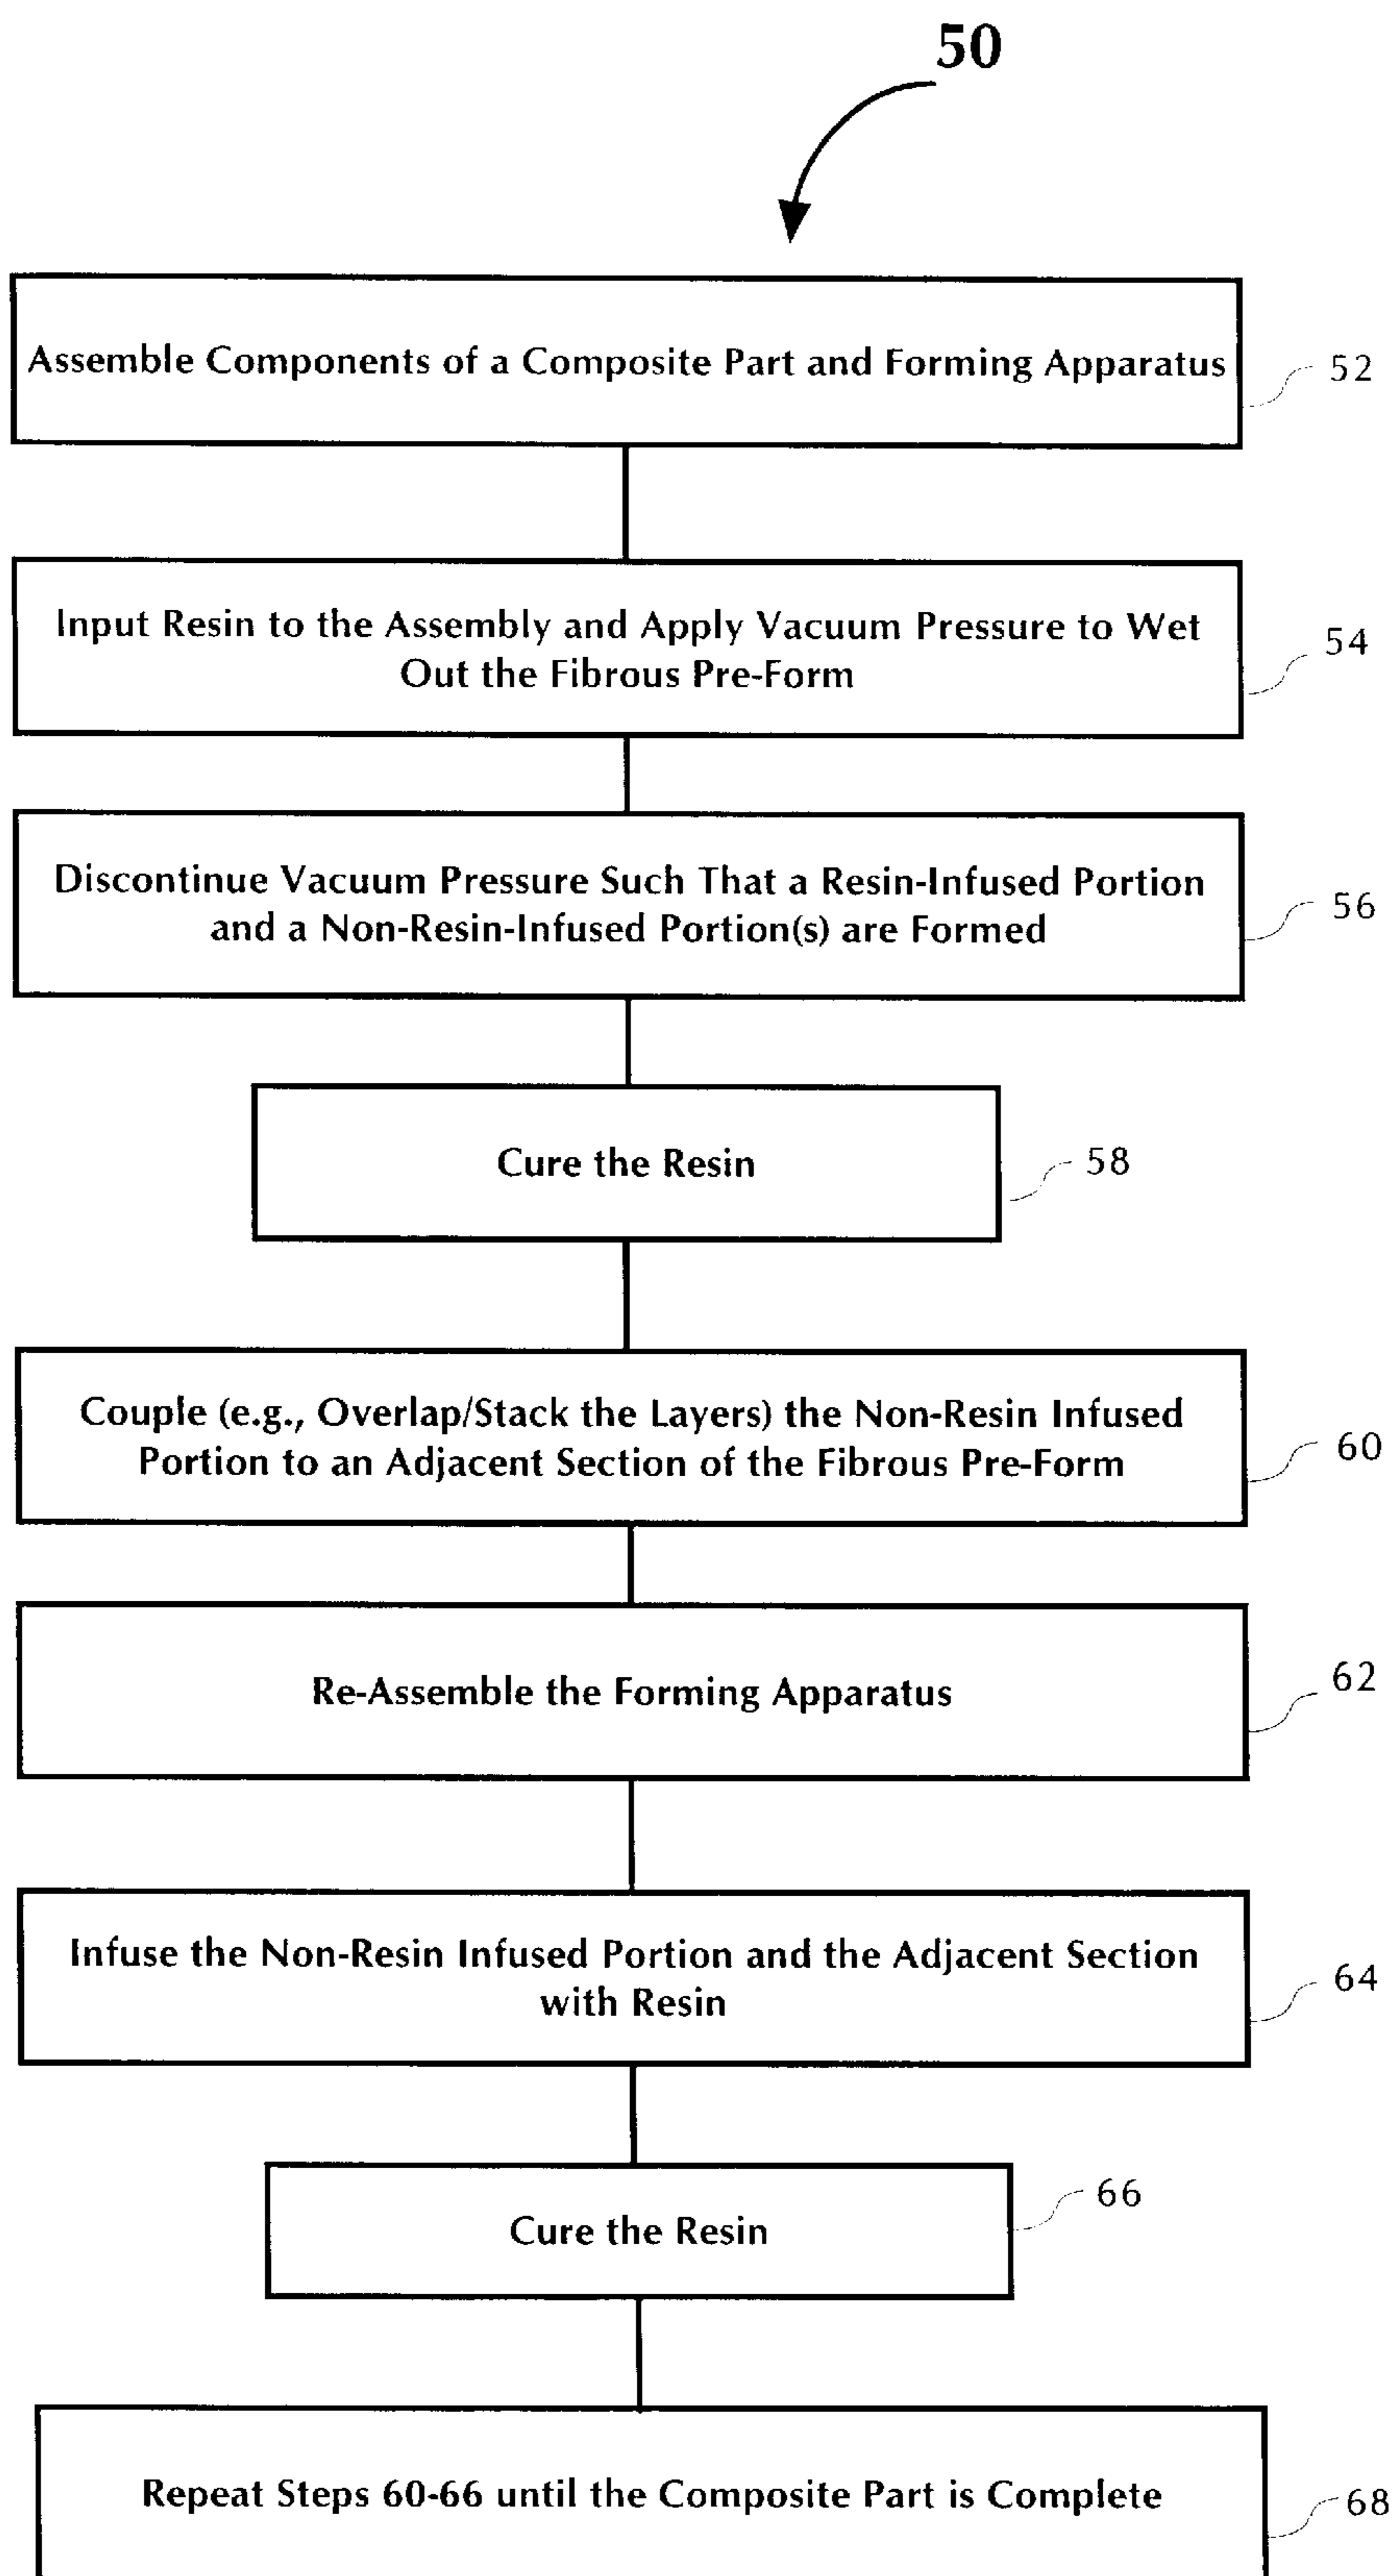 50
Assemble Components of a Composite Part and Forming Apparatus
52
Input Resin to the Assembly and Apply Vacuum Pressure to Wet
Out the Fibrous Pre-Form
54
Discontinue Vacuum Pressure Such That a Resin-Infused Portion
and a Non-Resin-Infused Portion(s) are Formed
56
Cure the Resin
58
Couple (e.g., Overlap/Stack the Layers) the Non-Resin Infused
Portion to an Adjacent Section of the Fibrous Pre-Form
60
Re-Assemble the Forming Apparatus
62
Infuse the Non-Resin Infused Portion and the Adjacent Section
with Resin
64
Cure the Resin
66
Repeat Steps 60-66 until the Composite Part is Complete
68